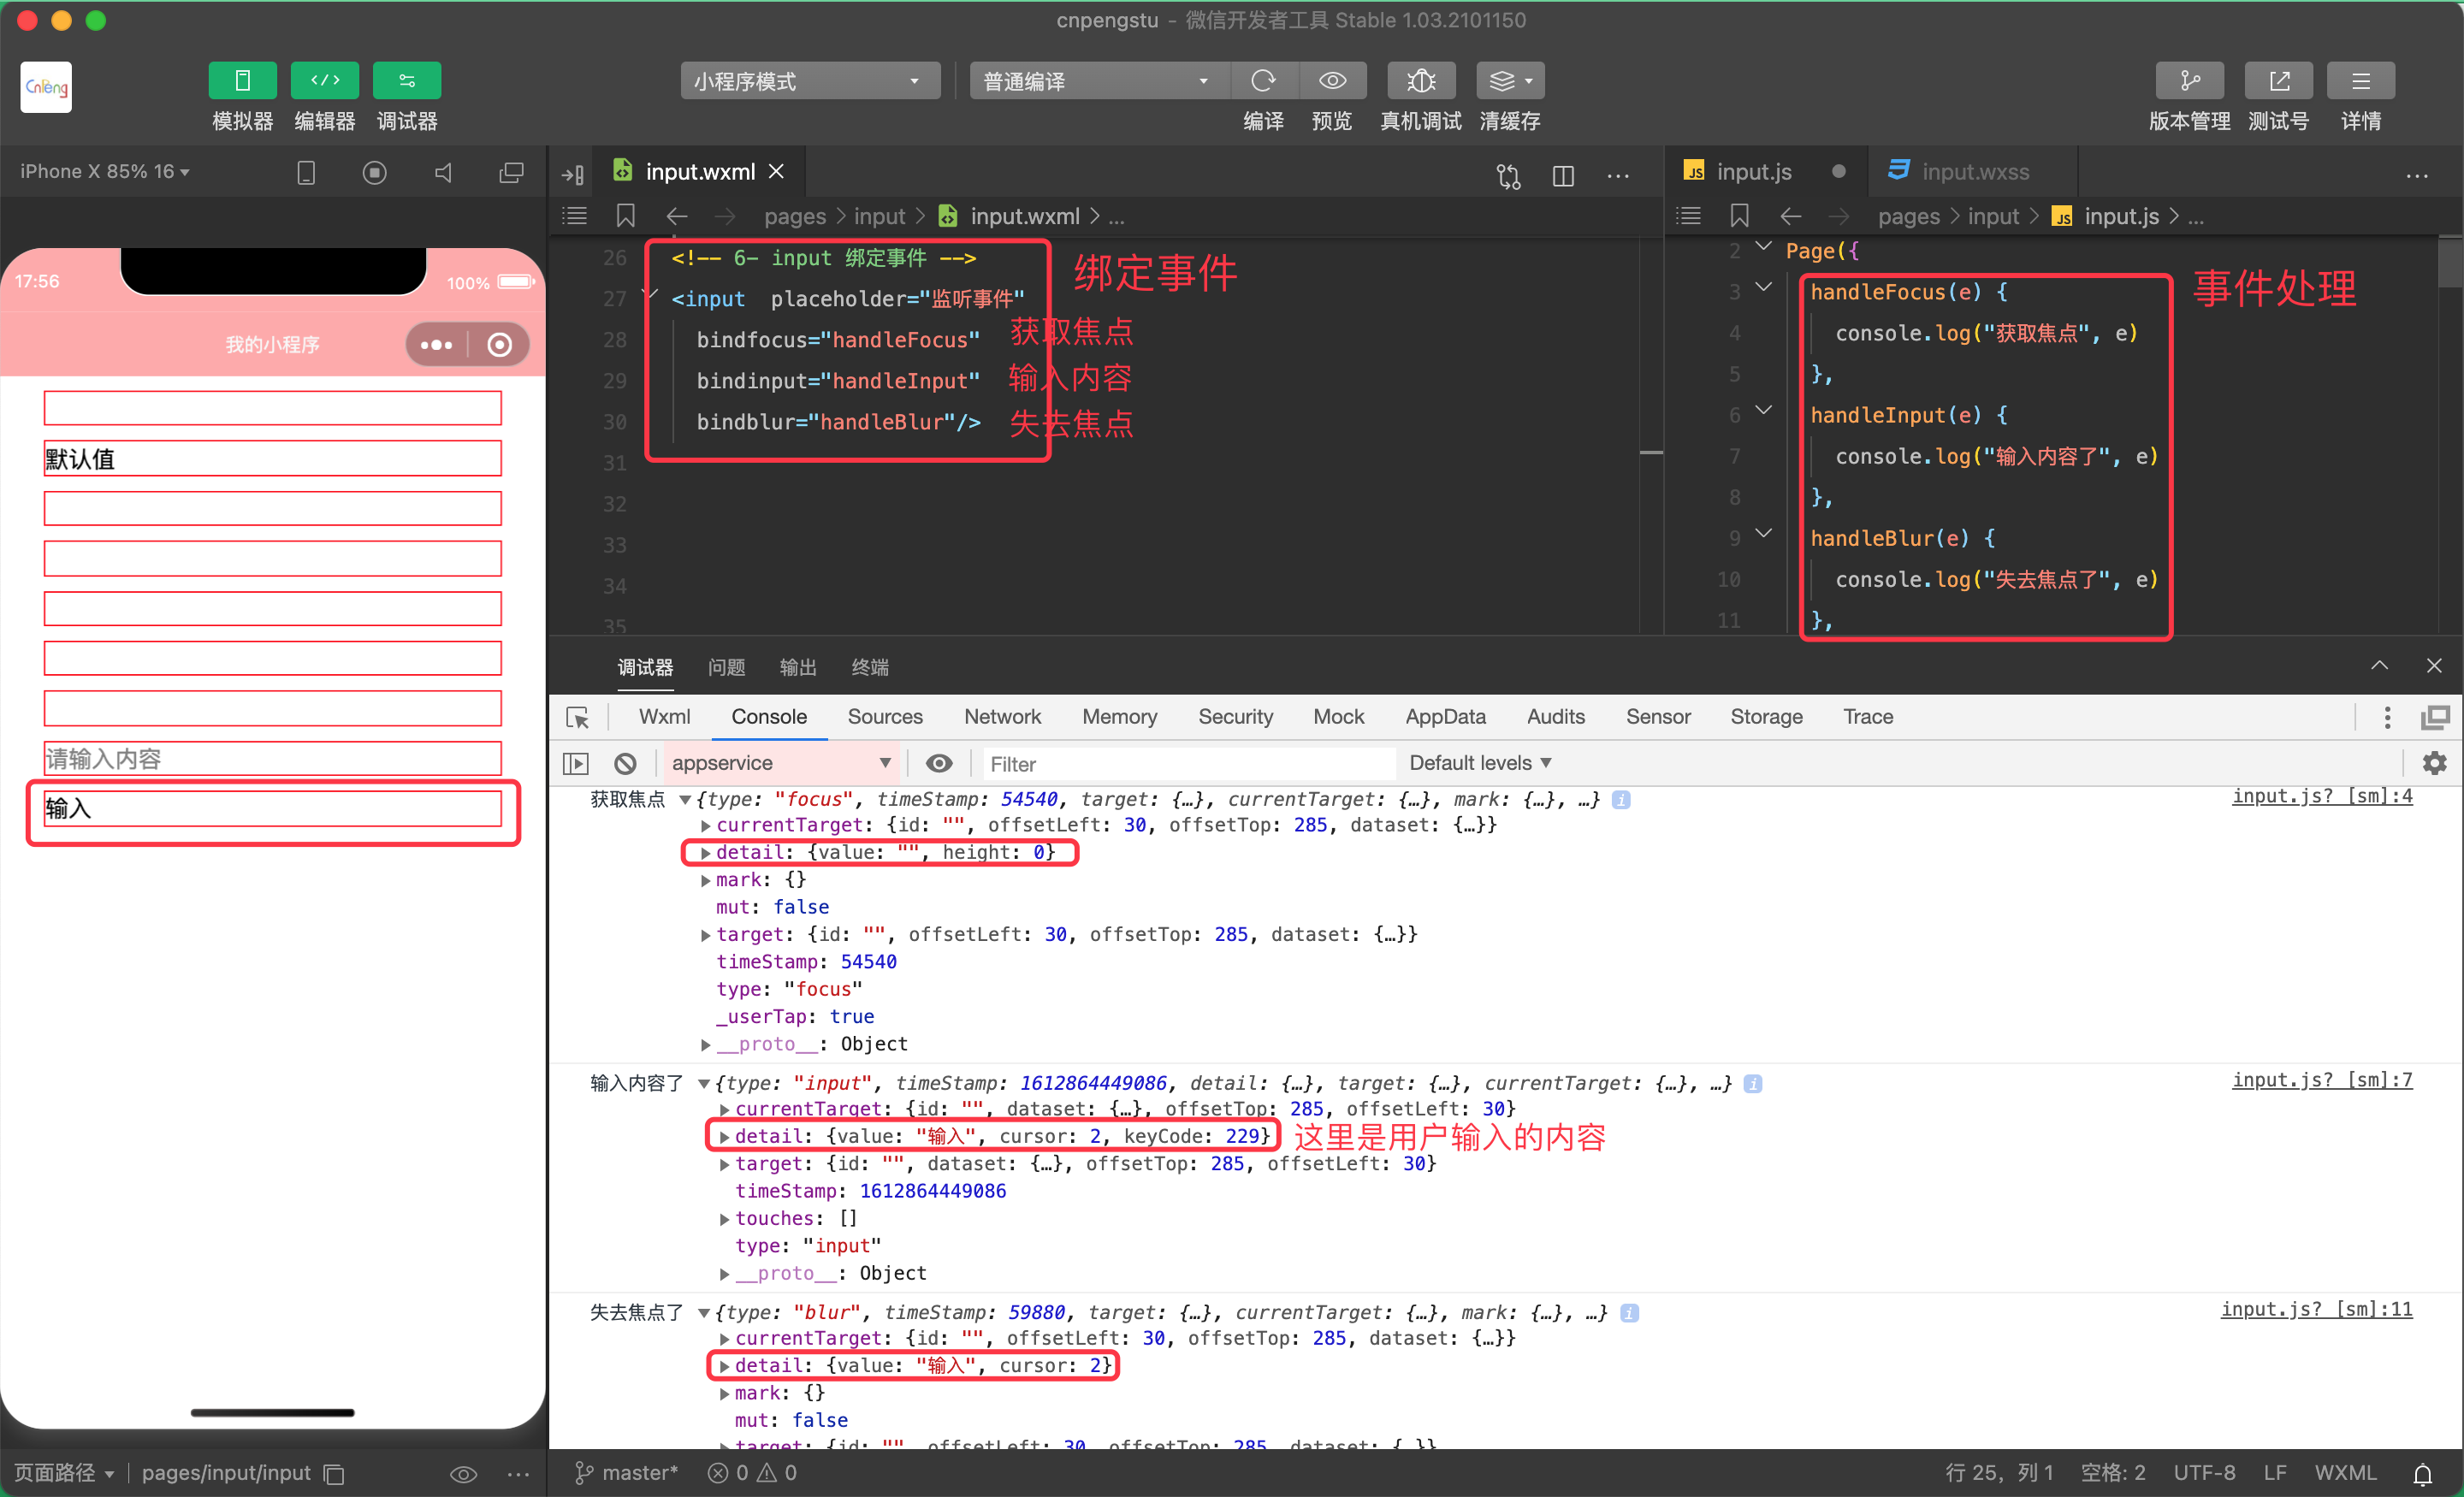 cnpengstu - 微信开发者工具 Stable 1.03.2101150
CnPeng
模拟器 编辑器 调试器
小程序模式 普通编译
编译 预览 真机调试 清缓存
版本管理 测试号 详情
iPhone X 85% 16
17:56 100%
我的小程序
默认值
请输入内容
输入
页面路径 pages/input/input
input.wxml
pages > input > input.wxml > ...
26 <!-- 6- input 绑定事件 -->
27 <input placeholder="监听事件"
28 bindfocus="handleFocus"
29 bindinput="handleInput"
30 bindblur="handleBlur"/>
31
32
33
34
35
绑定事件
获取焦点
输入内容
失去焦点
input.js input.wxss
pages > input > input.js > ...
2 Page({
3 handleFocus(e) {
4 console.log("获取焦点", e)
5 },
6 handleInput(e) {
7 console.log("输入内容了", e)
8 },
9 handleBlur(e) {
10 console.log("失去焦点了", e)
11 },
事件处理
调试器 问题 输出 终端
Wxml Console Sources Network Memory Security Mock AppData Audits Sensor Storage Trace
appservice Filter Default levels
获取焦点 {type: "focus", timeStamp: 54540, target: {…}, currentTarget: {…}, mark: {…}, …} input.js? [sm]:4
currentTarget: {id: "", offsetLeft: 30, offsetTop: 285, dataset: {…}}
detail: {value: "", height: 0}
mark: {}
mut: false
target: {id: "", offsetLeft: 30, offsetTop: 285, dataset: {…}}
timeStamp: 54540
type: "focus"
_userTap: true
__proto__: Object
输入内容了 {type: "input", timeStamp: 1612864449086, detail: {…}, target: {…}, currentTarget: {…}, …} input.js? [sm]:7
currentTarget: {id: "", dataset: {…}, offsetTop: 285, offsetLeft: 30}
detail: {value: "输入", cursor: 2, keyCode: 229} 这里是用户输入的内容
target: {id: "", dataset: {…}, offsetTop: 285, offsetLeft: 30}
timeStamp: 1612864449086
touches: []
type: "input"
__proto__: Object
失去焦点了 {type: "blur", timeStamp: 59880, target: {…}, currentTarget: {…}, mark: {…}, …} input.js? [sm]:11
currentTarget: {id: "", offsetLeft: 30, offsetTop: 285, dataset: {…}}
detail: {value: "输入", cursor: 2}
mark: {}
mut: false
target: {id: "", offsetLeft: 30, offsetTop: 285, dataset: {…}}
master* 0 0
行 25，列 1 空格: 2 UTF-8 LF WXML